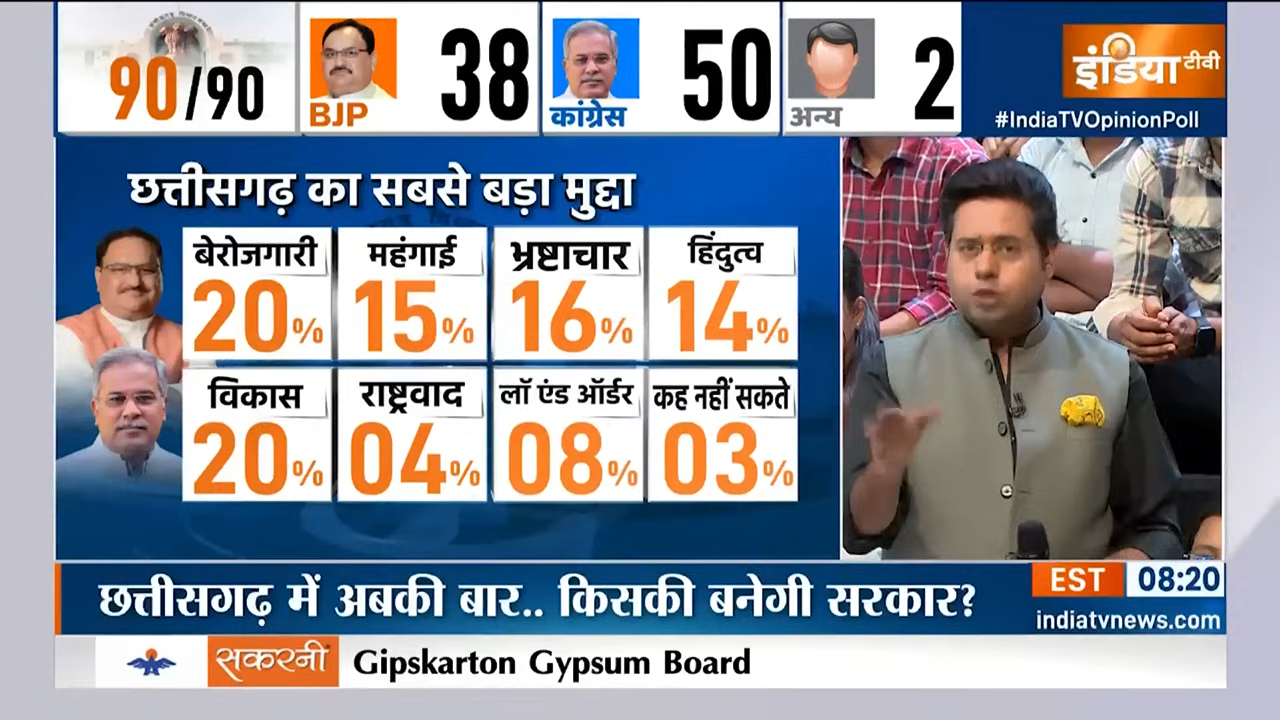 90/90
BJP
38
कांग्रेस
50
अन्य
2
इंडिया टीवी
#IndiaTVOpinionPoll
छत्तीसगढ़ का सबसे बड़ा मुद्दा
बेरोजगारी
20%
महंगाई
15%
भ्रष्टाचार
16%
हिंदुत्व
14%
विकास
20%
राष्ट्रवाद
04%
लॉ एंड ऑर्डर
08%
कह नहीं सकते
03%
छत्तीसगढ़ में अबकी बार.. किसकी बनेगी सरकार?
EST 08:20
indiatvnews.com
सकरनी Gipskarton Gypsum Board